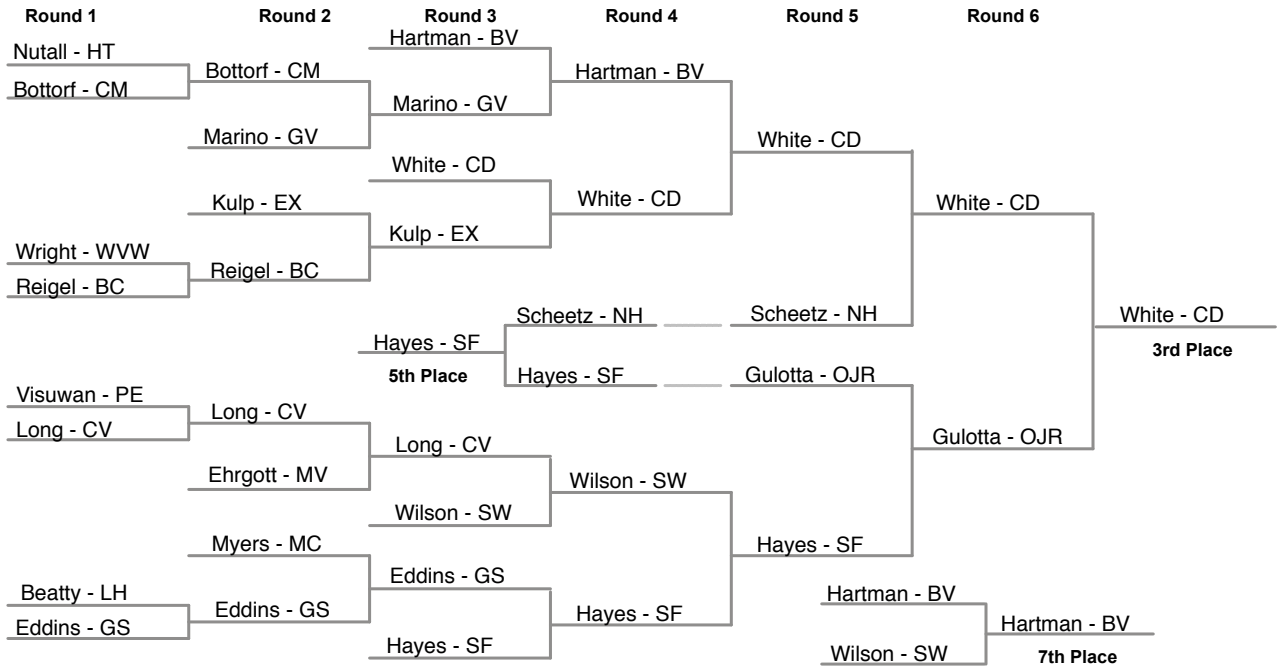 Round 1 Round 2 Round 3 Round 4 Round 5 Round 6
Hartman - BV
Nutall - HT
Bottorf - CM
Hartman - BV
Bottorf - CM
Marino - GV
Marino - GV
White - CD
White - CD
White - CD
Kulp - EX
White - CD
Kulp - EX
Wright - WVW
Reigel - BC
Reigel - BC
Scheetz - NH
Scheetz - NH
White - CD
Hayes - SF
3rd Place
5th Place
Hayes - SF
Gulotta - OJR
Visuwan - PE
Long - CV
Long - CV
Long - CV
Gulotta - OJR
Ehrgott - MV
Wilson - SW
Wilson - SW
Myers - MC
Hayes - SF
Eddins - GS
Beatty - LH
Hartman - BV
Eddins - GS
Hayes - SF
Eddins - GS
Hartman - BV
Hayes - SF
Wilson - SW
7th Place